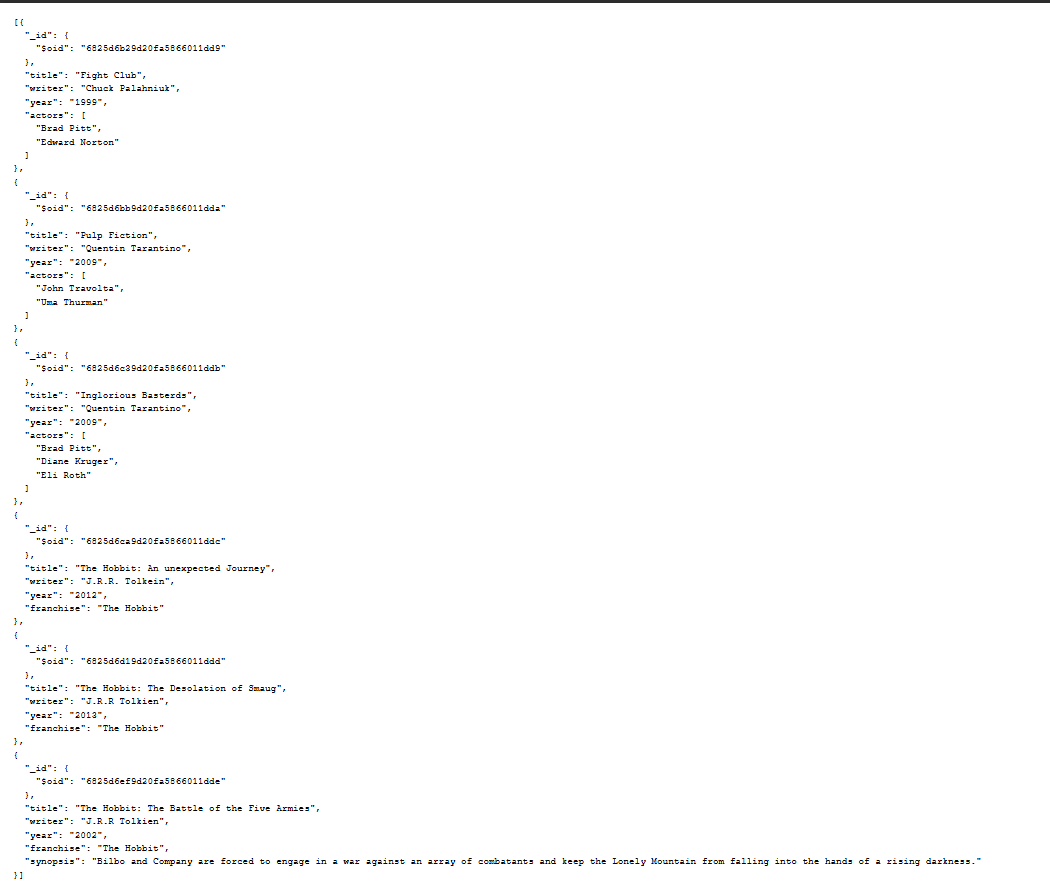 [{
  "_id": {
    "$oid": "6825d6b29d20fa5866011dd9"
  },
  "title": "Fight Club",
  "writer": "Chuck Palahniuk",
  "year": "1999",
  "actors": [
    "Brad Pitt",
    "Edward Norton"
  ]
},
{
  "_id": {
    "$oid": "6825d6bb9d20fa5866011dda"
  },
  "title": "Pulp Fiction",
  "writer": "Quentin Tarantino",
  "year": "2009",
  "actors": [
    "John Travolta",
    "Uma Thurman"
  ]
},
{
  "_id": {
    "$oid": "6825d6c39d20fa5866011ddb"
  },
  "title": "Inglorious Basterds",
  "writer": "Quentin Tarantino",
  "year": "2009",
  "actors": [
    "Brad Pitt",
    "Diane Kruger",
    "Eli Roth"
  ]
},
{
  "_id": {
    "$oid": "6825d6ca9d20fa5866011ddc"
  },
  "title": "The Hobbit: An unexpected Journey",
  "writer": "J.R.R. Tolkein",
  "year": "2012",
  "franchise": "The Hobbit"
},
{
  "_id": {
    "$oid": "6825d6d19d20fa5866011ddd"
  },
  "title": "The Hobbit: The Desolation of Smaug",
  "writer": "J.R.R Tolkien",
  "year": "2013",
  "franchise": "The Hobbit"
},
{
  "_id": {
    "$oid": "6825d6ef9d20fa5866011dde"
  },
  "title": "The Hobbit: The Battle of the Five Armies",
  "writer": "J.R.R Tolkien",
  "year": "2002",
  "franchise": "The Hobbit",
  "synopsis": "Bilbo and Company are forced to engage in a war against an array of combatants and keep the Lonely Mountain from falling into the hands of a rising darkness."
}]